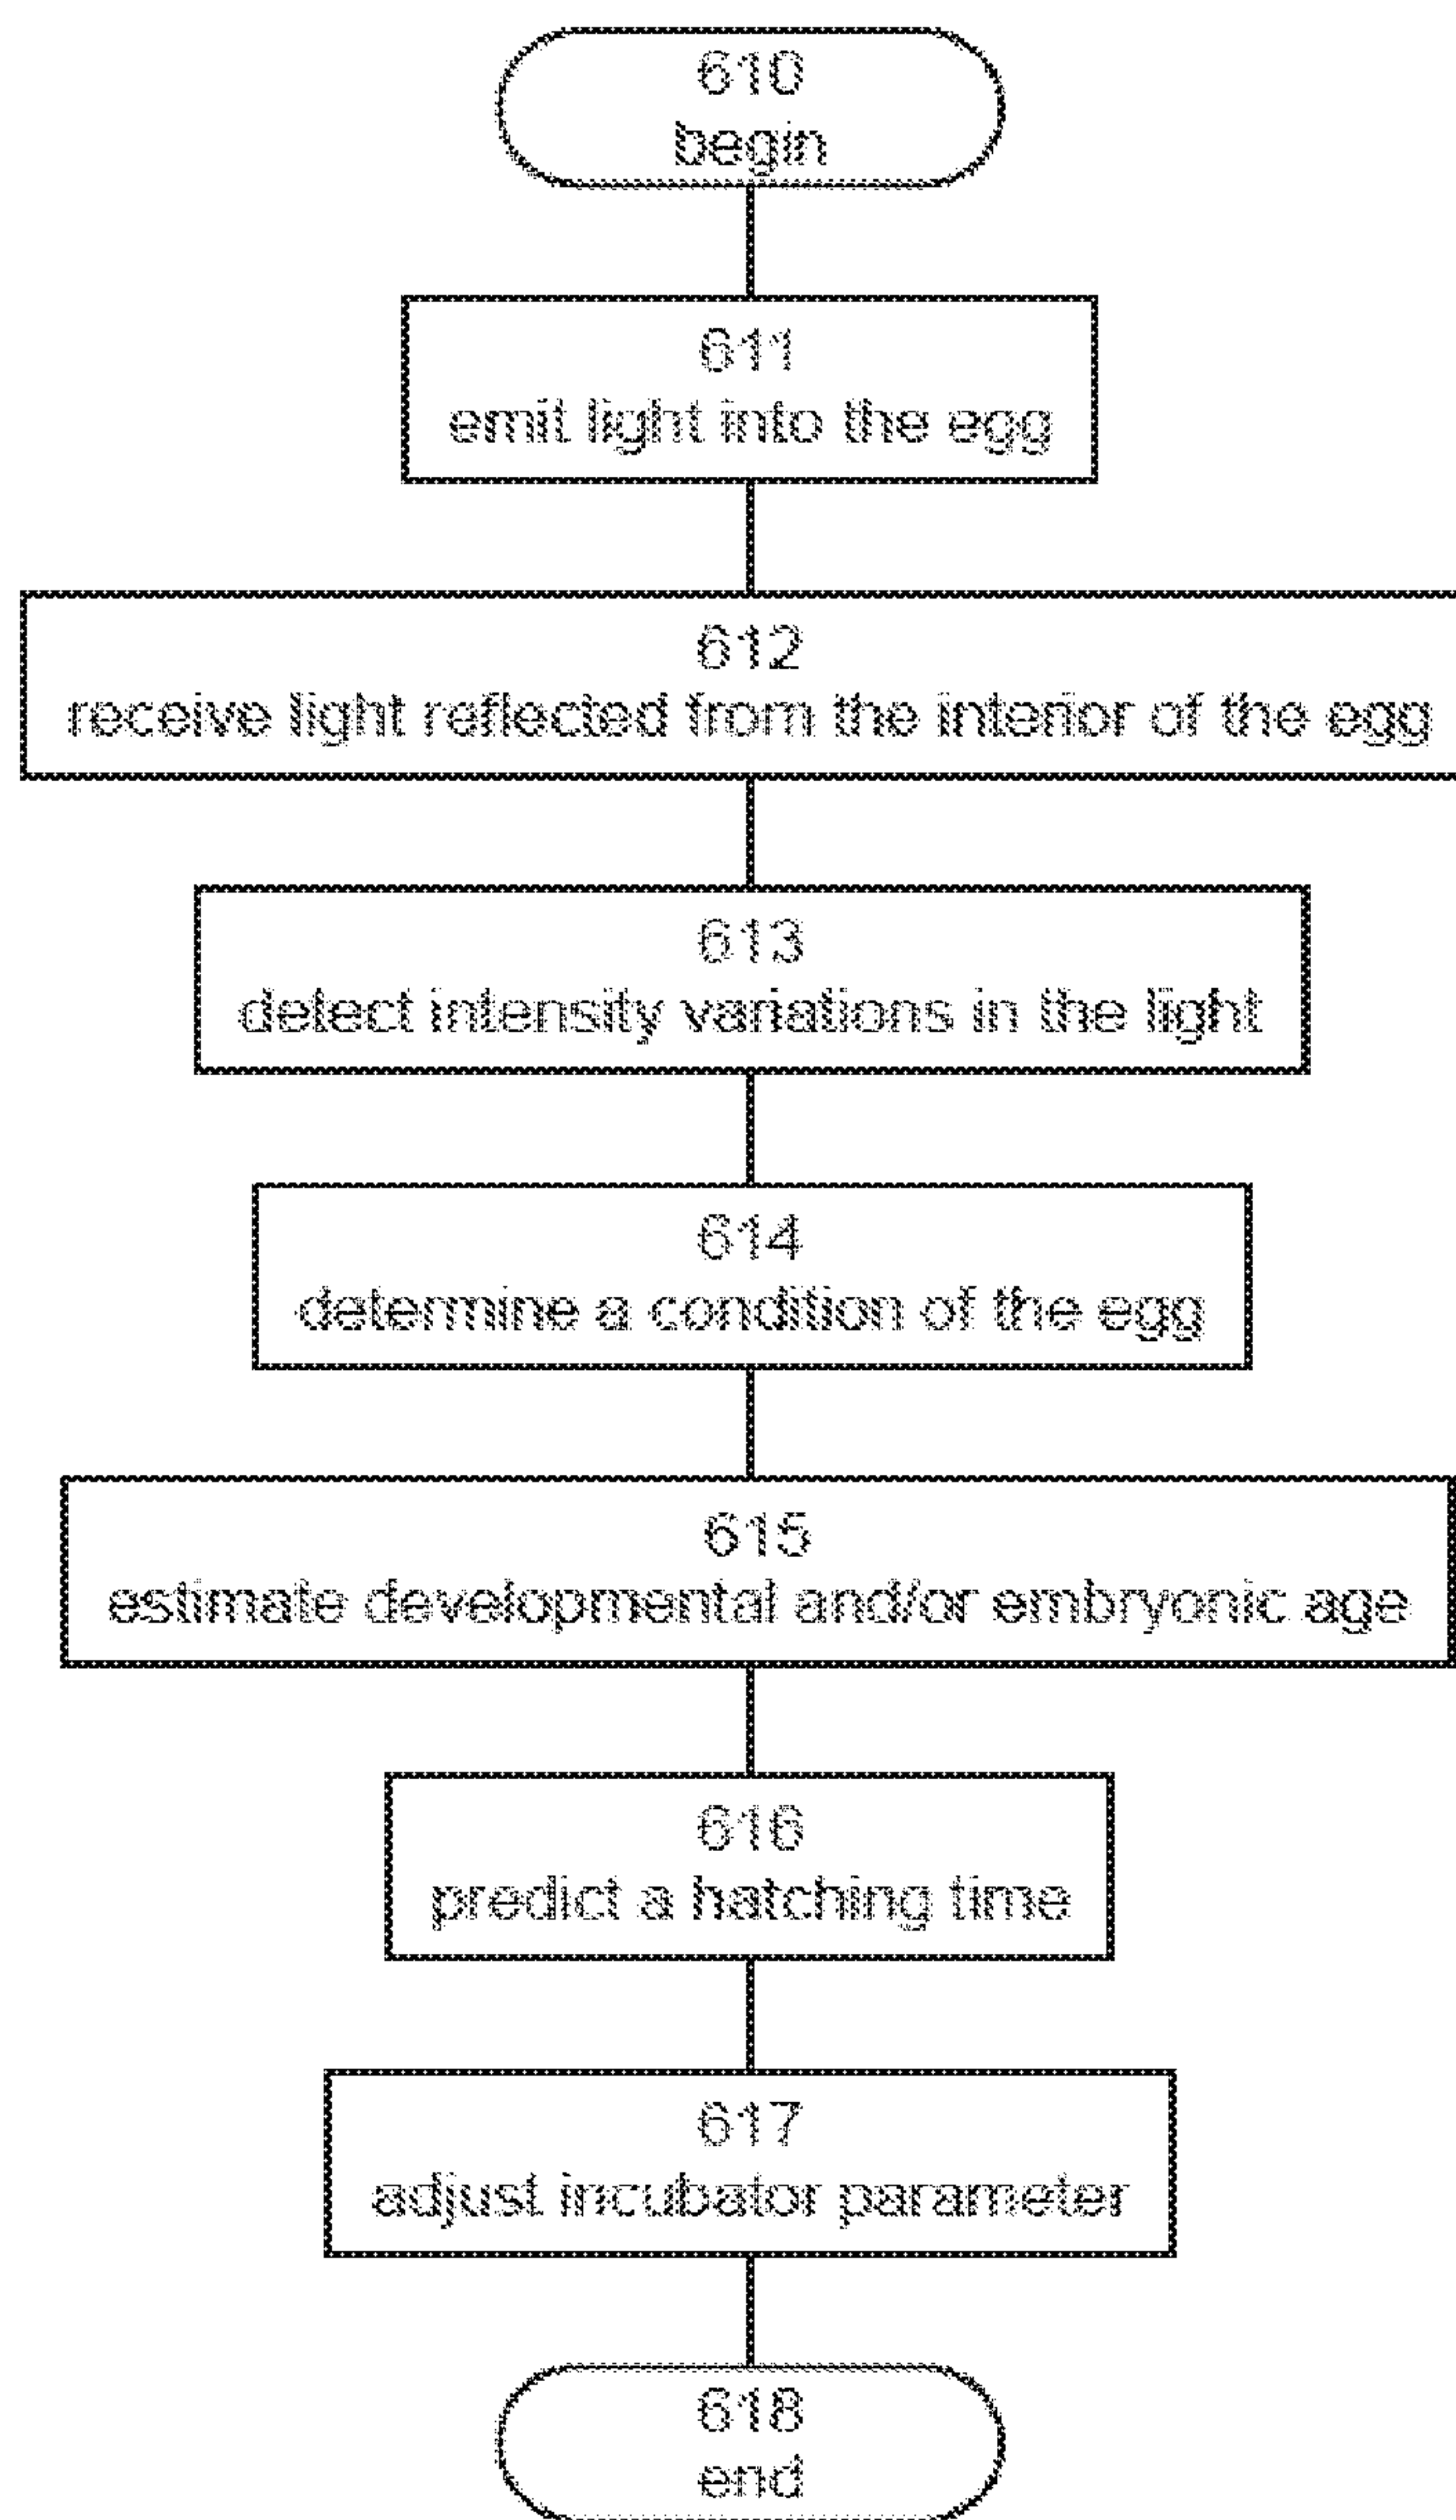 610
begin
611
emit light into the egg
612
receive light reflected from the interior of the egg
613
detect intensity variations in the light
614
determine a condition of the egg
615
estimate developmental and/or embryonic age
616
predict a hatching time
617
adjust incubator parameter
618
end